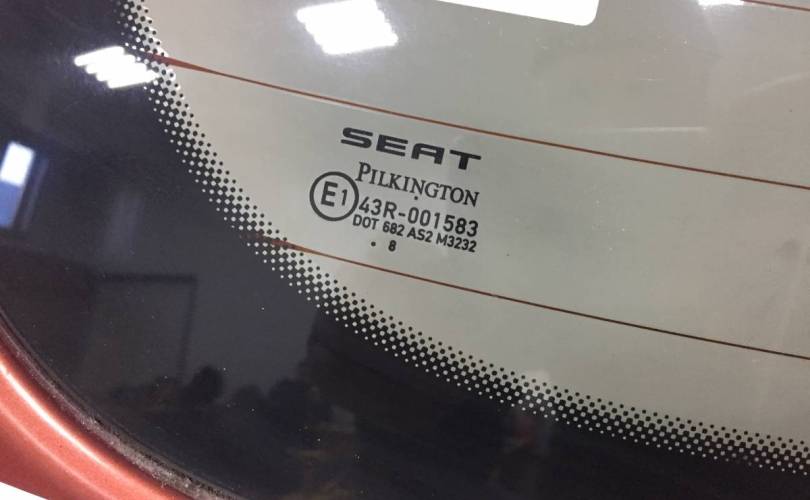 SEAT
PILKINGTON
E1 43R-001583
DOT 682 AS2 M3232
. 8